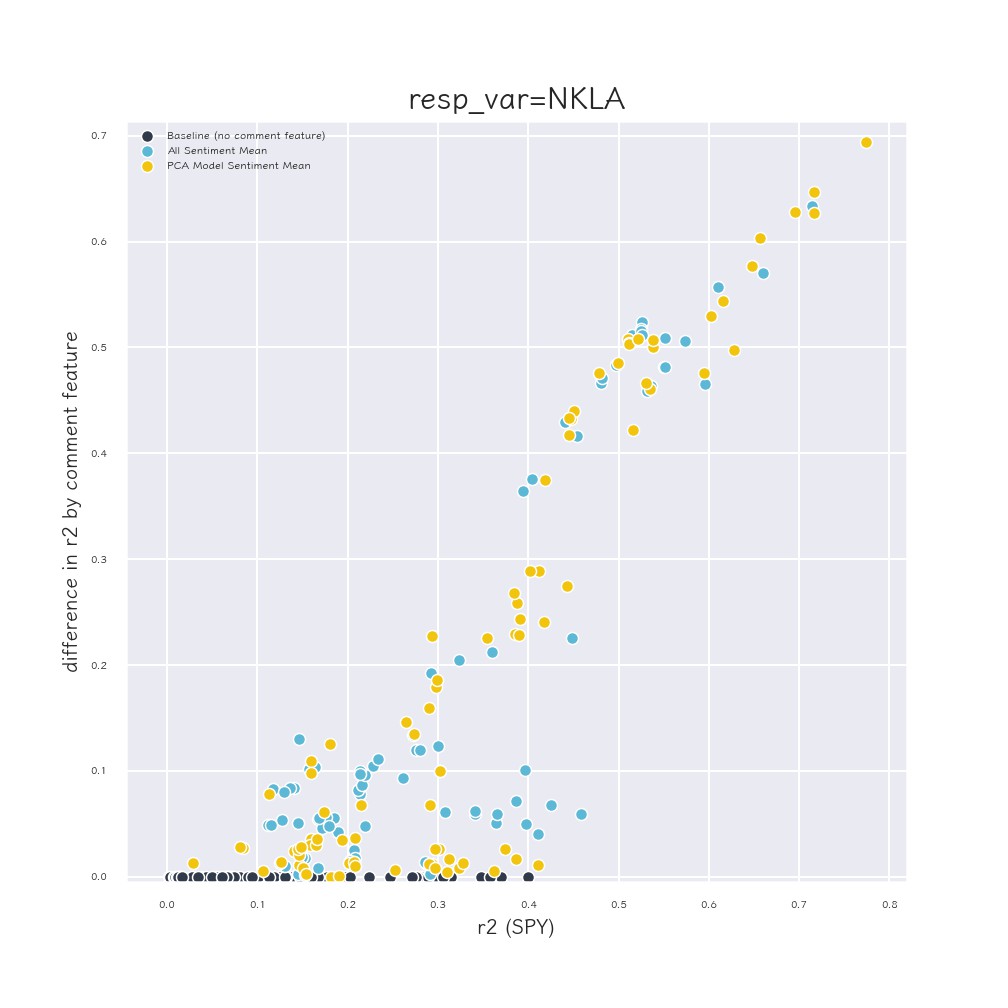 resp_var=NKLA
Baseline (no comment feature)
All Sentiment Mean
PCA Model Sentiment Mean
difference in r2 by comment feature
0.7
0.6
0.5
0.4
0.3
0.2
0.1
0.0
0.0 0.1 0.2 0.3 0.4 0.5 0.6 0.7 0.8
r2 (SPY)